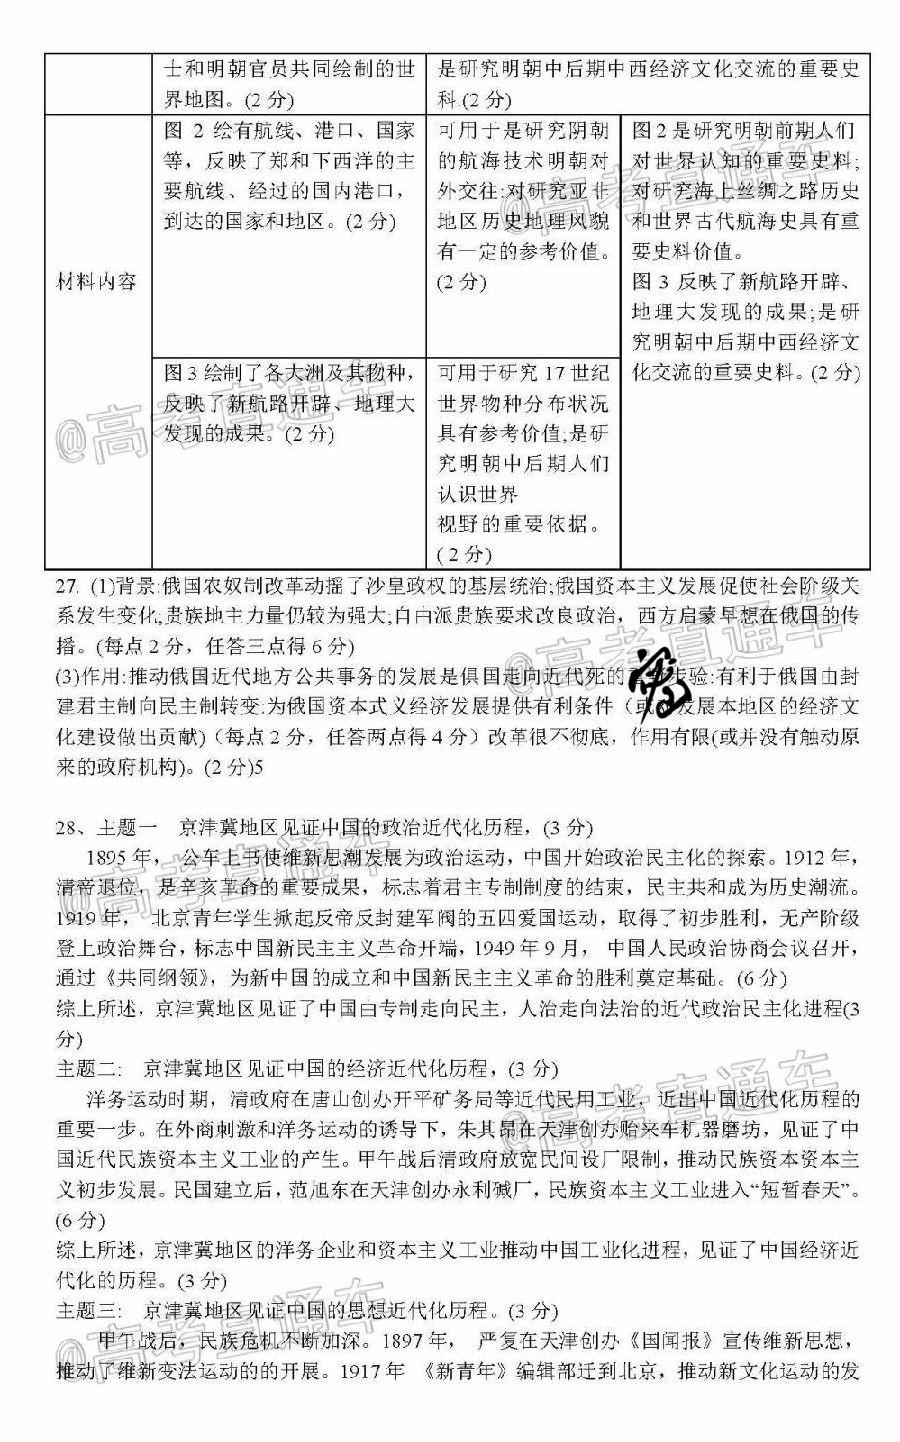 士和明朝官员共同绘制的世
界地图。(2 分)
是研究明朝中后期中西经济文化交流的重要史
料.(2 分)
材料内容
图 2 绘有航线、港口、国家
等，反映了郑和下西洋的主
要航线、经过的国内港口，
到达的国家和地区。(2 分)
可用于是研究阴朝
的航海技术明朝对
外交往:对研究亚非
地区历史地理风貌
有一定的参考价值。
(2 分)
图 2 是研究明朝前期人们
对世界认知的重要史料;
对研究海上丝绸之路历史
和世界古代航海史具有重
要史料价值。
图 3 反映了新航路开辟、
地理大发现的成果;是研
究明朝中后期中西经济文
化交流的重要史料。(2 分)
图 3 绘制了各大洲及其物种，
反映了新航路开辟、地理大
发现的成果。(2 分)
可用于研究 17 世纪
世界物种分布状况
具有参考价值;是研
究明朝中后期人们
认识世界
视野的重要依据。
( 2 分)
27. (1)背景:俄国农奴制改革动摇了沙皇政权的基层统治;俄国资本主义发展促使社会阶级关
系发生变化;贵族地主力量仍较为强大;自由派贵族要求改良政治，西方启蒙早想在俄国的传
播。(每点 2 分，任答三点得 6 分)
(3)作用:推动俄国近代地方公共事务的发展是俱国走向近代死的验:有利于俄国由封
建君主制向民主制转变:为俄国资本式义经济发展提供有利条件（发展本地区的经济文
化建设做出贡献)（每点 2 分，任答两点得 4 分）改革很不彻底，作用有限(或并没有触动原
来的政府机构)。(2 分)5
28、主题一　京津冀地区见证中国的政治近代化历程，(3 分)
1895 年， 公车上书使维新思潮发展为政治运动，中国开始政治民主化的探索。1912 年，
清帝退位，是辛亥革命的重要成果，标志着君主专制制度的结束，民主共和成为历史潮流。
1919 年， 北京青年学生掀起反帝反封建军阀的五四爱国运动，取得了初步胜利，无产阶级
登上政治舞台，标志中国新民主主义革命开端，1949 年 9 月， 中国人民政治协商会议召开，
通过《共同纲领》，为新中国的成立和中国新民主主义革命的胜利奠定基础。(6 分)
综上所述，京津冀地区见证了中国由专制走向民主，人治走向法治的近代政治民主化进程(3
分)
主题二:　京津冀地区见证中国的经济近代化历程，(3 分)
洋务运动时期，清政府在唐山创办开平矿务局等近代民用工业，近出中国近代化历程的
重要一步。在外商刺激和洋务运动的诱导下，朱其昂在天津创办贻来牟机器磨坊，见证了中
国近代民族资本主义工业的产生。甲午战后清政府放宽民间设厂限制，推动民族资本资本主
义初步发展。民国建立后，范旭东在天津创办永利碱厂，民族资本主义工业进入“短暂春天”。
(6 分)
综上所述，京津冀地区的洋务企业和资本主义工业推动中国工业化进程，见证了中国经济近
代化的历程。(3 分)
主题三:　京津冀地区见证中国的思想近代化历程。(3 分)
甲午战后，民族危机不断加深。1897 年， 严复在天津创办《国闻报》宣传维新思想，
推动了维新变法运动的的开展。1917 年 《新青年》编辑部迁到北京，推动新文化运动的发
@高考直通车
@高考直通车
@高考直通车
@高考直通车
@高考直通车
@高考直通车